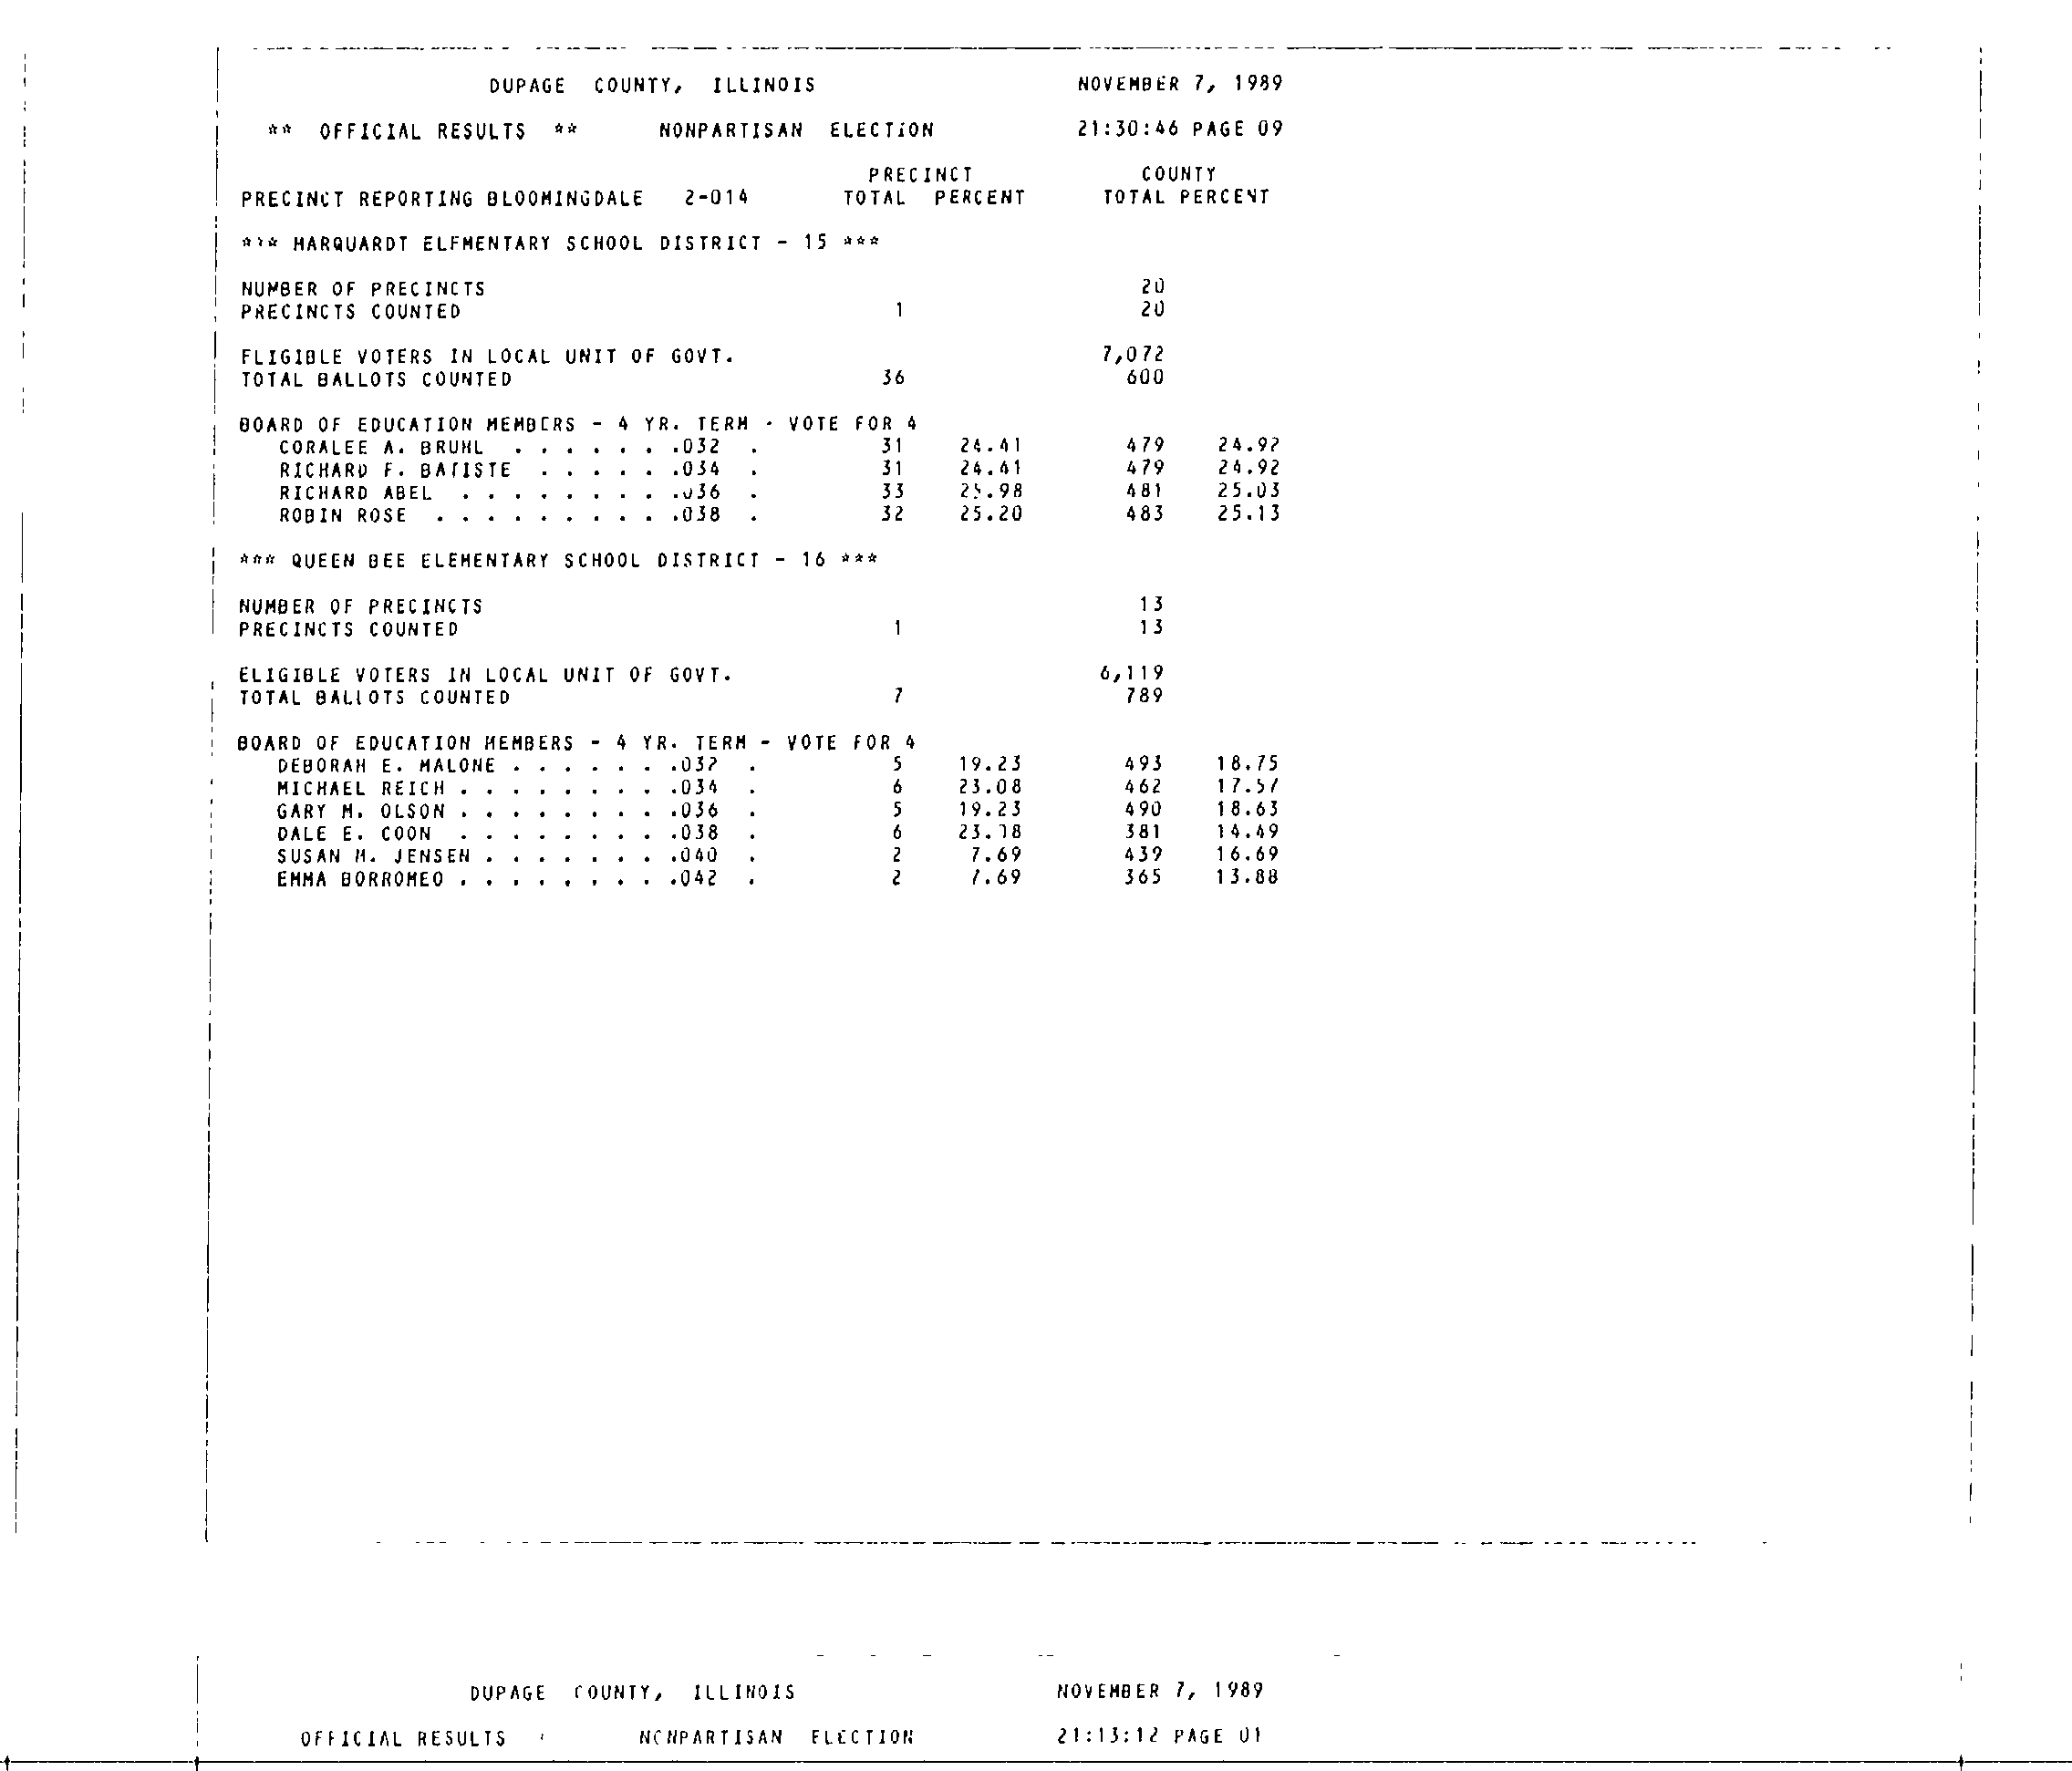 DUPAGE COUNTY, ILLINOIS NOVEMBER 7, 1989
** OFFICIAL RESULTS ** NONPARTISAN ELECTION 21:30:46 PAGE 09
PRECINCT COUNTY
PRECINCT REPORTING BLOOMINGDALE 2-014 TOTAL PERCENT TOTAL PERCENT
*** MARQUARDT ELEMENTARY SCHOOL DISTRICT - 15 ***
NUMBER OF PRECINCTS 20
PRECINCTS COUNTED 1 20
ELIGIBLE VOTERS IN LOCAL UNIT OF GOVT. 7,072
TOTAL BALLOTS COUNTED 36 600
BOARD OF EDUCATION MEMBERS - 4 YR. TERM - VOTE FOR 4
CORALEE A. BRUHL . . . . . . .032 . 31 24.41 479 24.92
RICHARD F. BATISTE . . . . . .034 . 31 24.41 479 24.92
RICHARD ABEL . . . . . . . . .036 . 33 25.98 481 25.03
ROBIN ROSE . . . . . . . . . .038 . 32 25.20 483 25.13
*** QUEEN BEE ELEMENTARY SCHOOL DISTRICT - 16 ***
NUMBER OF PRECINCTS 13
PRECINCTS COUNTED 1 13
ELIGIBLE VOTERS IN LOCAL UNIT OF GOVT. 6,119
TOTAL BALLOTS COUNTED 7 789
BOARD OF EDUCATION MEMBERS - 4 YR. TERM - VOTE FOR 4
DEBORAH E. MALONE . . . . . . .032 . 5 19.23 493 18.75
MICHAEL REICH . . . . . . . . .034 . 6 23.08 462 17.57
GARY M. OLSON . . . . . . . . .036 . 5 19.23 490 18.63
DALE E. COON . . . . . . . . .038 . 6 23.08 381 14.49
SUSAN M. JENSEN . . . . . . . .040 . 2 7.69 439 16.69
EMMA BORROMEO . . . . . . . . .042 . 2 7.69 365 13.88
DUPAGE COUNTY, ILLINOIS NOVEMBER 7, 1989
OFFICIAL RESULTS NONPARTISAN ELECTION 21:13:12 PAGE 01